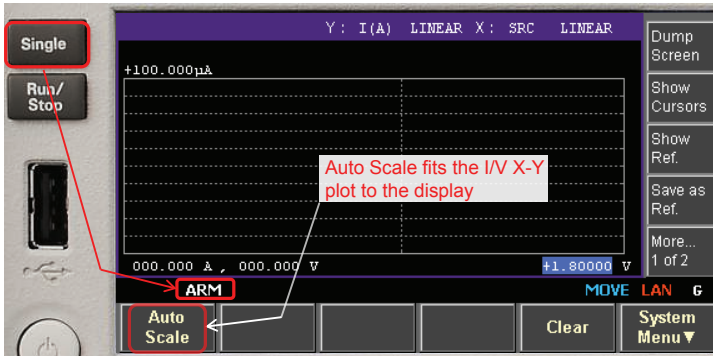 Single
Run/
Stop
Y: I(A) LINEAR X: SRC LINEAR
+100.000µA
Auto Scale fits the I/V X-Y
plot to the display
000.000 A , 000.000 V
+1.80000 V
ARM
MOVE LAN G
Dump
Screen
Show
Cursors
Show
Ref.
Save as
Ref.
More...
1 of 2
Auto
Scale
Clear
System
Menu▼